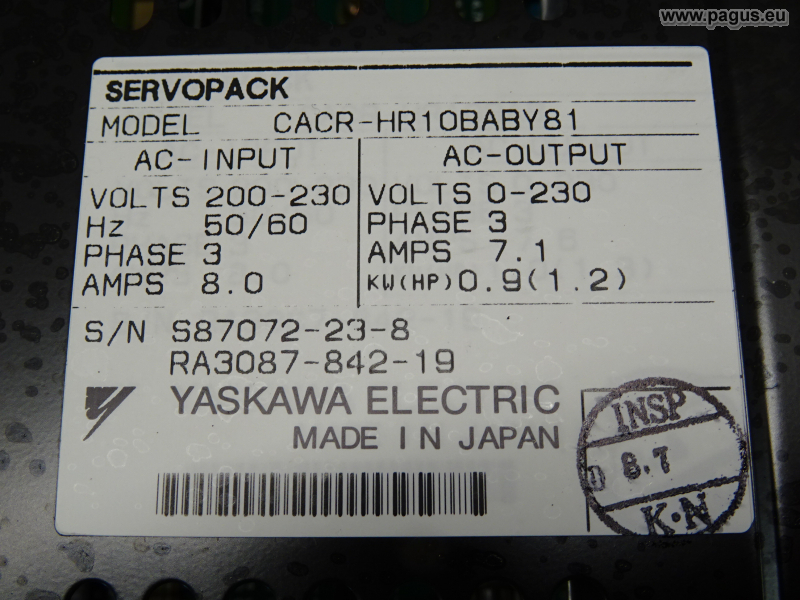 www.pagus.eu
SERVOPACK
MODEL CACR-HR10BABY81
AC-INPUT
VOLTS 200-230
Hz 50/60
PHASE 3
AMPS 8.0
AC-OUTPUT
VOLTS 0-230
PHASE 3
AMPS 7.1
KW(HP) 0.9(1.2)
S/N S87072-23-8
RA3087-842-19
YASKAWA ELECTRIC
MADE IN JAPAN
INSP
8.7
K.N